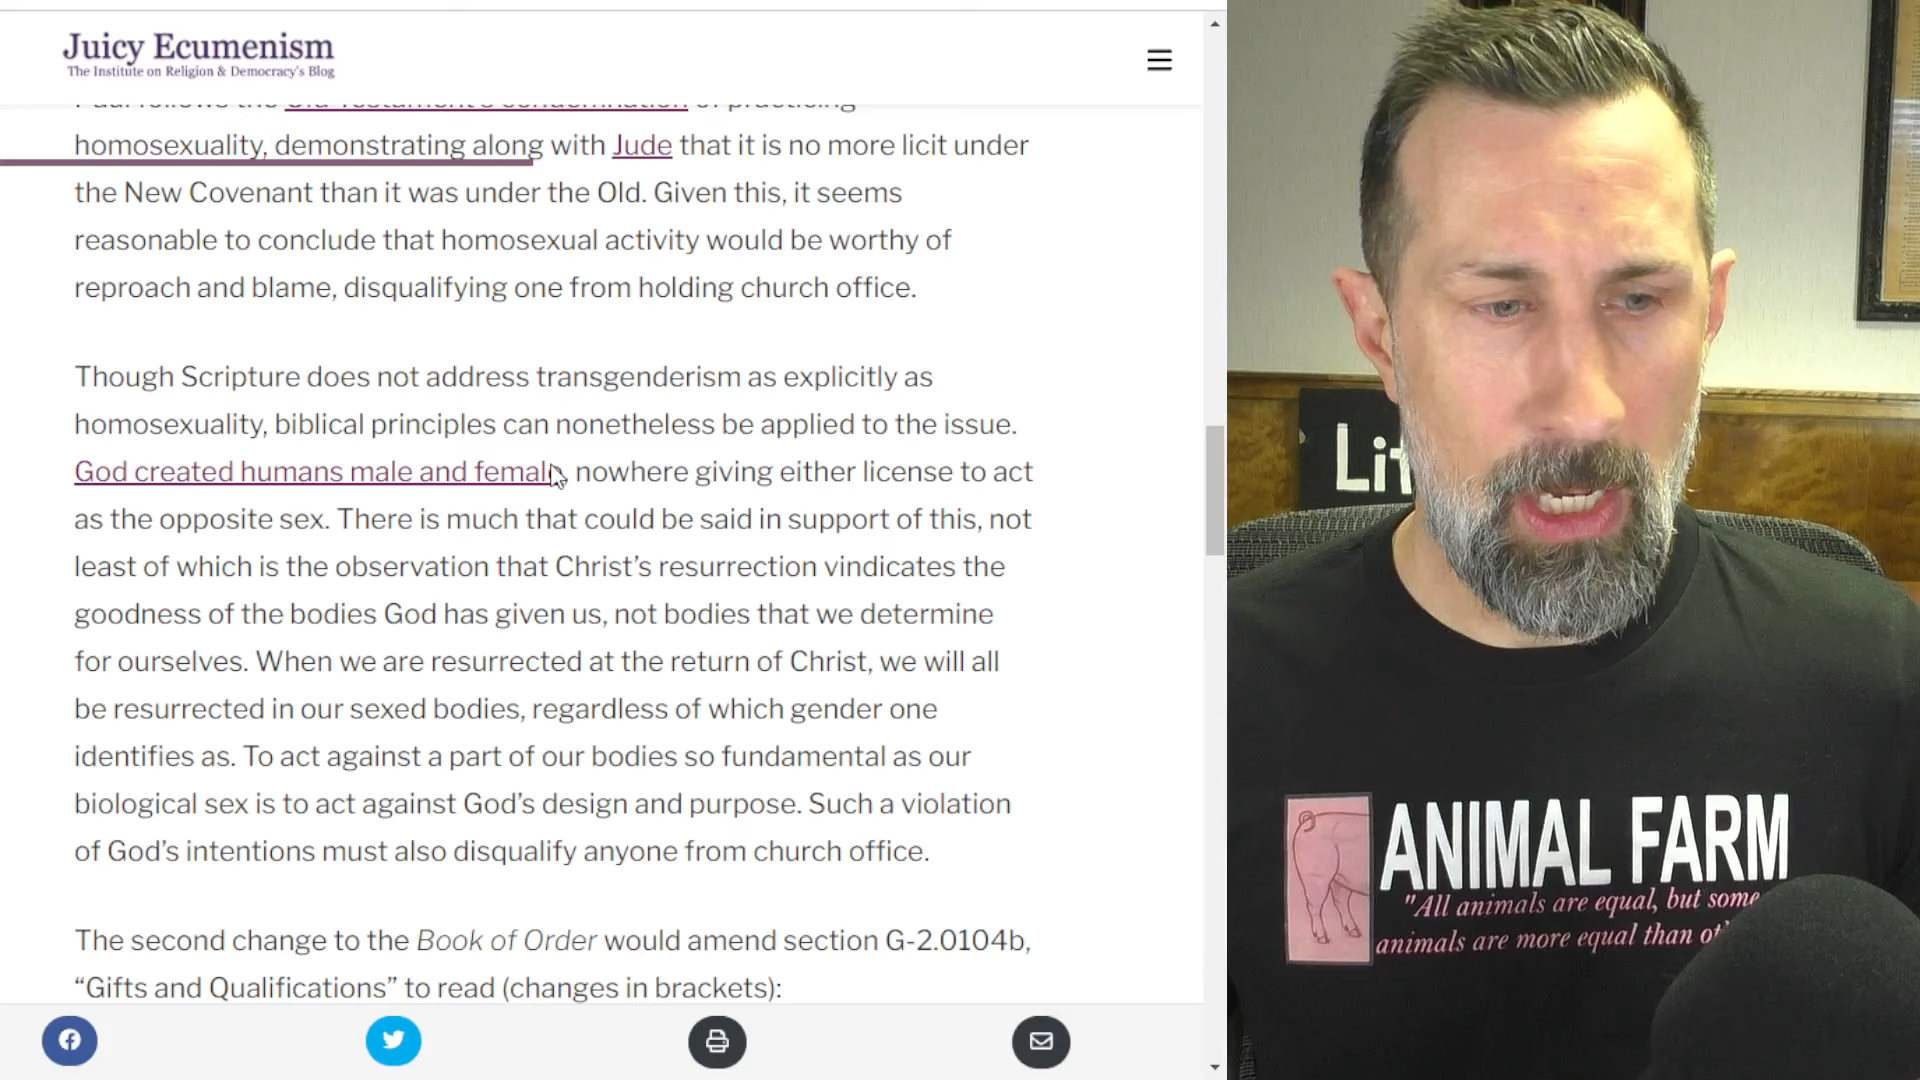 Juicy Ecumenism
The Institute on Religion & Democracy's Blog
Paul follows the Old Testament's condemnation of practicing
homosexuality, demonstrating along with Jude that it is no more licit under
the New Covenant than it was under the Old. Given this, it seems
reasonable to conclude that homosexual activity would be worthy of
reproach and blame, disqualifying one from holding church office.
Though Scripture does not address transgenderism as explicitly as
homosexuality, biblical principles can nonetheless be applied to the issue.
God created humans male and female, nowhere giving either license to act
as the opposite sex. There is much that could be said in support of this, not
least of which is the observation that Christ’s resurrection vindicates the
goodness of the bodies God has given us, not bodies that we determine
for ourselves. When we are resurrected at the return of Christ, we will all
be resurrected in our sexed bodies, regardless of which gender one
identifies as. To act against a part of our bodies so fundamental as our
biological sex is to act against God’s design and purpose. Such a violation
of God’s intentions must also disqualify anyone from church office.
The second change to the Book of Order would amend section G-2.0104b,
“Gifts and Qualifications” to read (changes in brackets):
ANIMAL FARM
"All animals are equal, but some
animals are more equal than